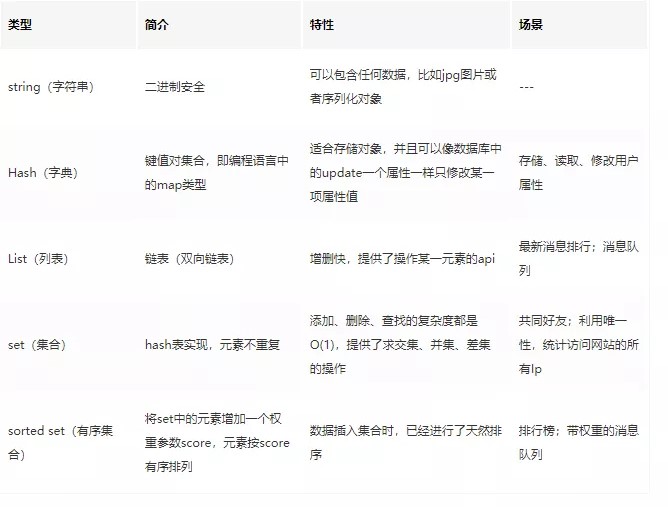 类型
简介
特性
场景
string（字符串）
二进制安全
可以包含任何数据，比如jpg图片或
者序列化对象
---
Hash（字典）
键值对集合，即编程语言中
的map类型
适合存储对象，并且可以像数据库中
的update一个属性一样只修改某一
项属性值
存储、读取、修改用户
属性
List（列表）
链表（双向链表）
增删快，提供了操作某一元素的api
最新消息排行；消息队
列
set（集合）
hash表实现，元素不重复
添加、删除、查找的复杂度都是
O(1)，提供了求交集、并集、差集
的操作
共同好友；利用唯一
性，统计访问网站的所
有Ip
sorted set（有序集
合）
将set中的元素增加一个权
重参数score，元素按score
有序排列
数据插入集合时，已经进行了天然排
序
排行榜；带权重的消息
队列